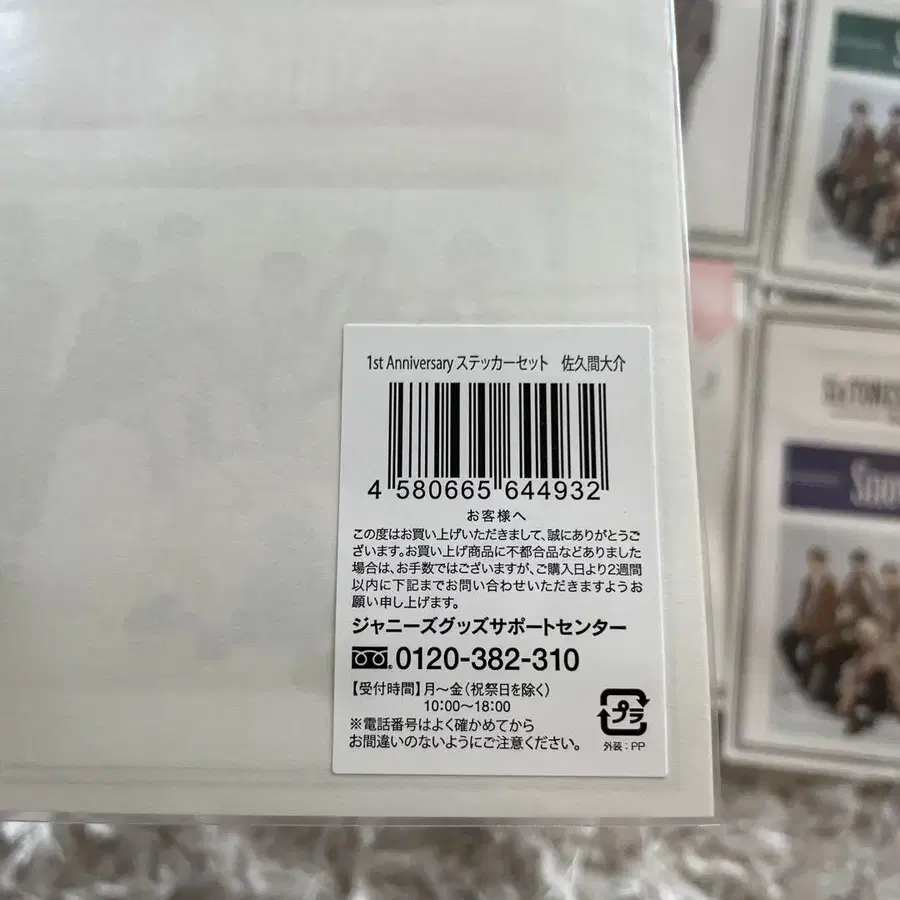 1st Anniversary ステッカーセット　佐久間大介
4 580665 644932
お客様へ
この度はお買い上げいただきまして、誠にありがとうご
ざいます。お買い上げ商品に不都合品などありました
場合は、お手数ではございますが、ご購入日より2週間
以内に下記までお問い合わせいただきますようお
願い申し上げます。
ジャニーズグッズサポートセンター
0120-382-310
【受付時間】月〜金（祝祭日を除く）
10:00〜18:00
※電話番号はよく確かめてから
お間違いのないようにご注意ください。
プラ
外装：PP